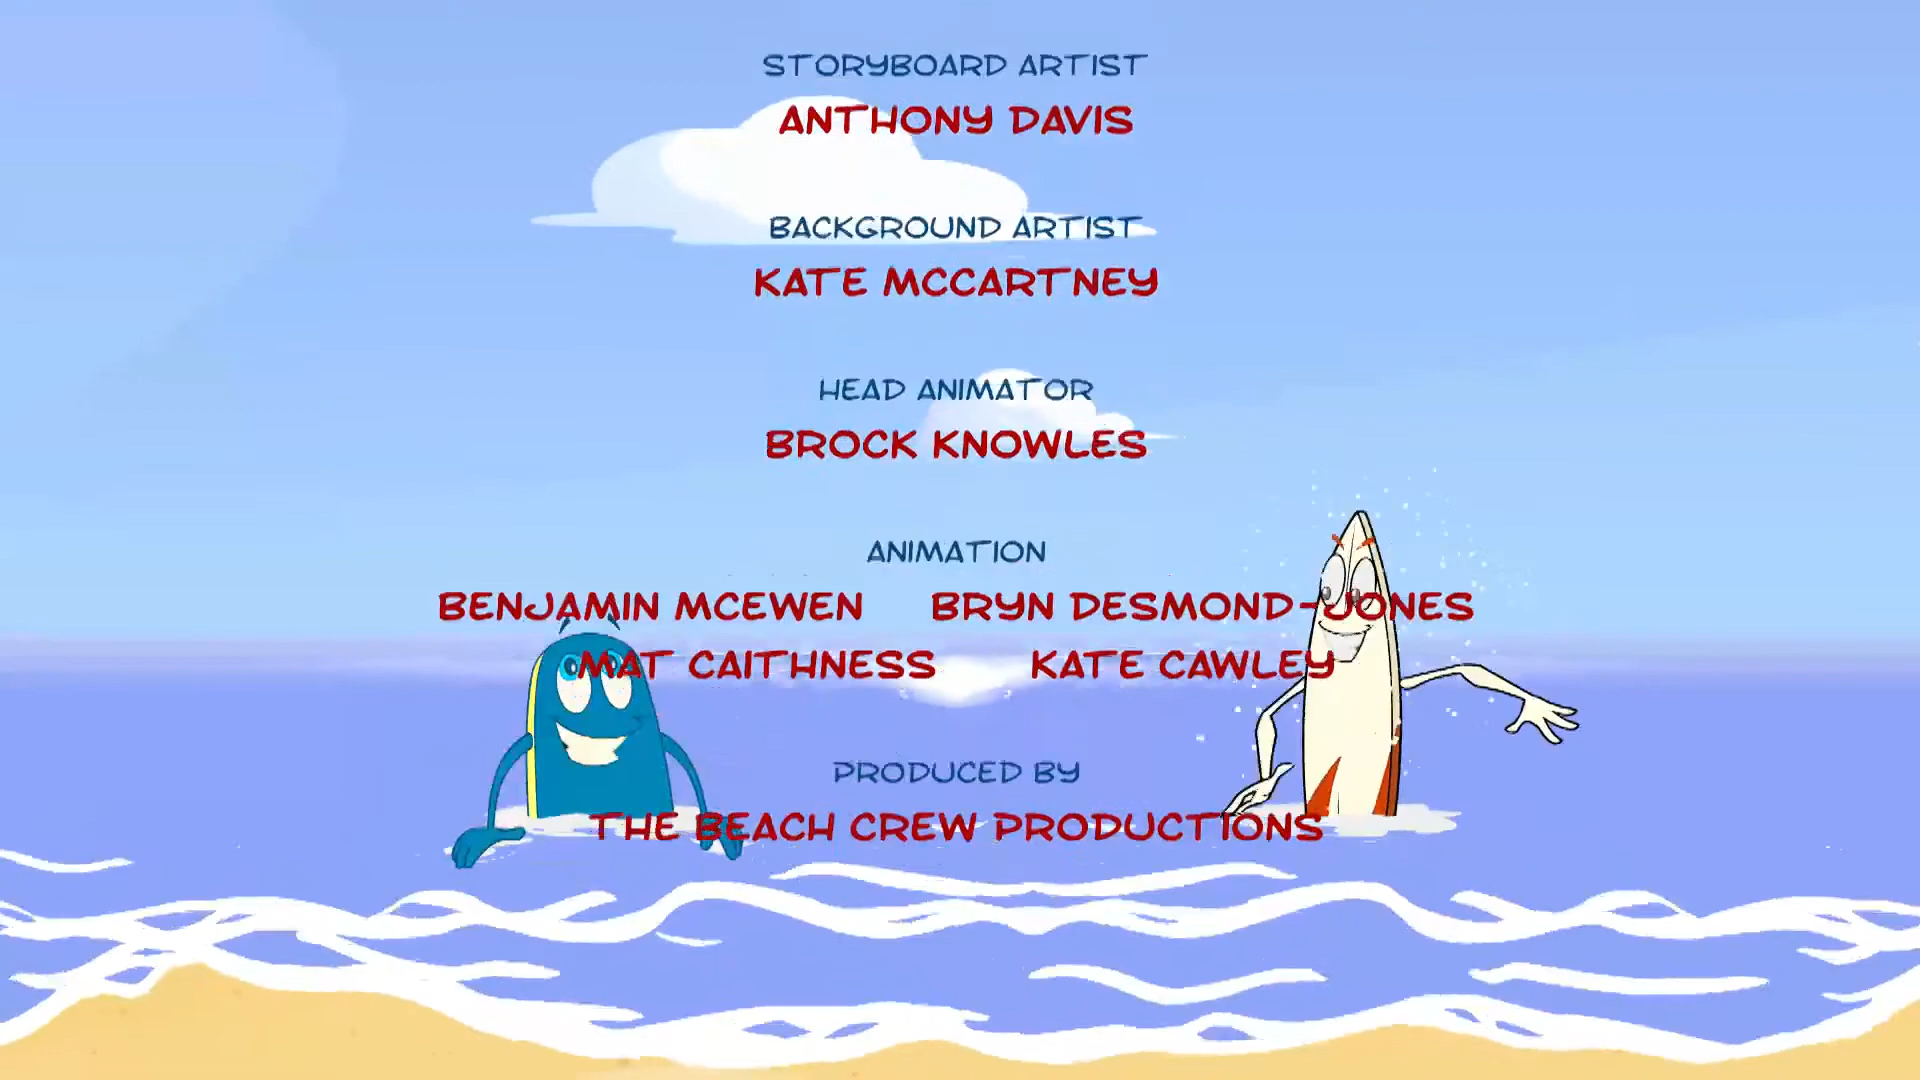 STORYBOARD ARTIST
ANTHONY DAVIS
BACKGROUND ARTIST
KATE MCCARTNEY
HEAD ANIMATOR
BROCK KNOWLES
ANIMATION
BENJAMIN MCEWEN BRYN DESMOND-JONES
MAT CAITHNESS KATE CAWLEY
PRODUCED BY
THE BEACH CREW PRODUCTIONS